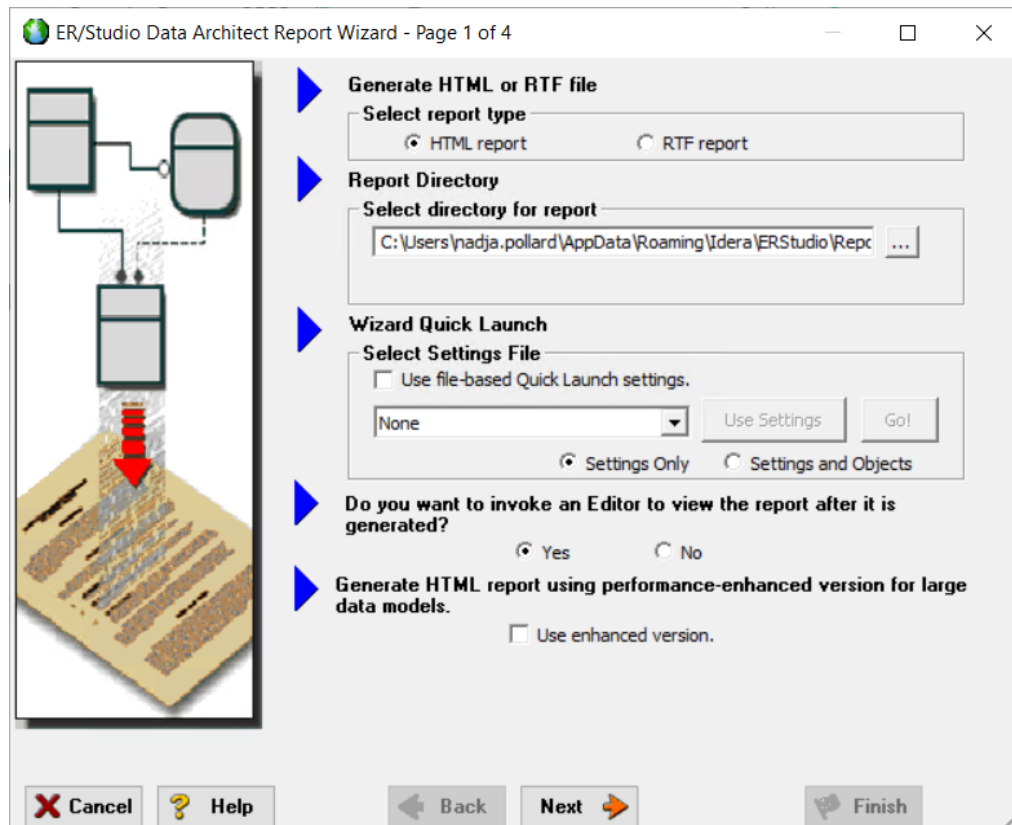 ER/Studio Data Architect Report Wizard - Page 1 of 4
Generate HTML or RTF file
Select report type
HTML report RTF report
Report Directory
Select directory for report
C:\Users\nadja.pollard\AppData\Roaming\Idera\ERStudio\Repo ...
Wizard Quick Launch
Select Settings File
Use file-based Quick Launch settings.
None Use Settings Go!
Settings Only Settings and Objects
Do you want to invoke an Editor to view the report after it is
generated?
Yes No
Generate HTML report using performance-enhanced version for large
data models.
Use enhanced version.
Cancel Help Back Next Finish